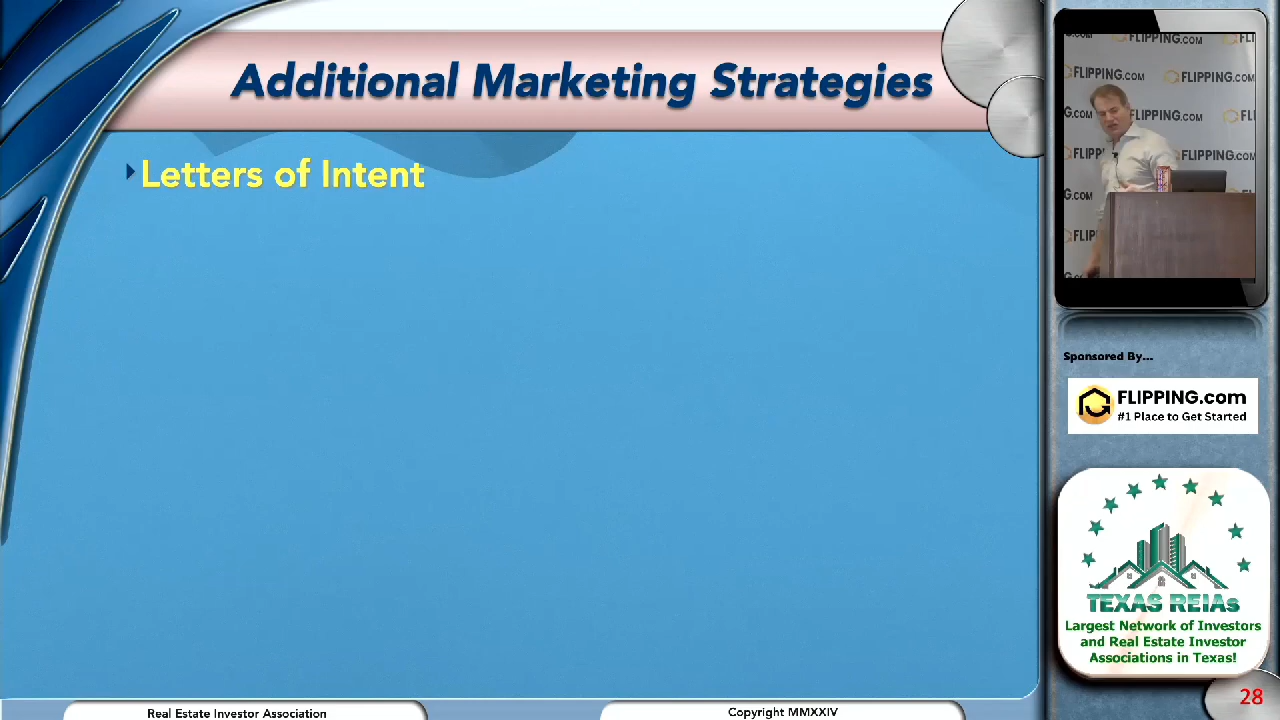 Additional Marketing Strategies
Letters of Intent
FLIPPING.COM
FLIPPING.COM
FLIPPING.COM
FLIPPING.COM
FLIPPING.COM
Sponsored By...
FLIPPING.com
#1 Place to Get Started
TEXAS REIAs
Largest Network of Investors
and Real Estate Investor
Associations in Texas!
28
Real Estate Investor Association
Copyright MMXXIV